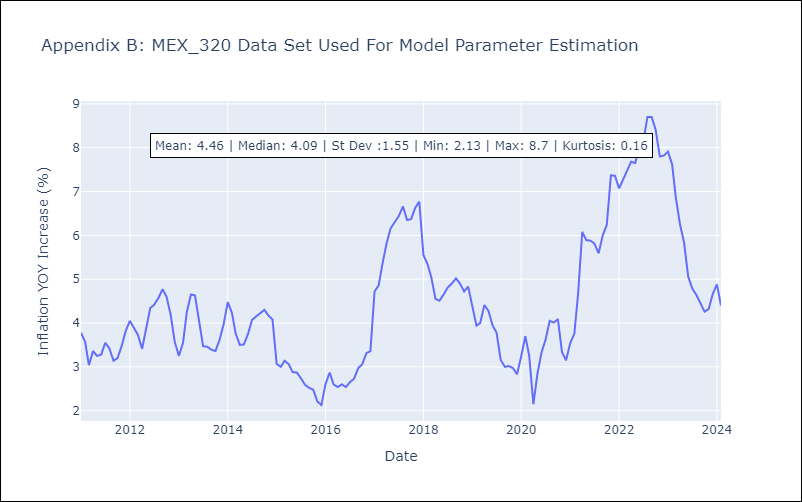 Appendix B: MEX_320 Data Set Used For Model Parameter Estimation
9
Mean: 4.46 | Median: 4.09 | St Dev :1.55 | Min: 2.13 | Max: 8.7 | Kurtosis: 0.16
8
7
6
5
4
3
2
Inflation YOY Increase (%)
2012 2014 2016 2018 2020 2022 2024
Date